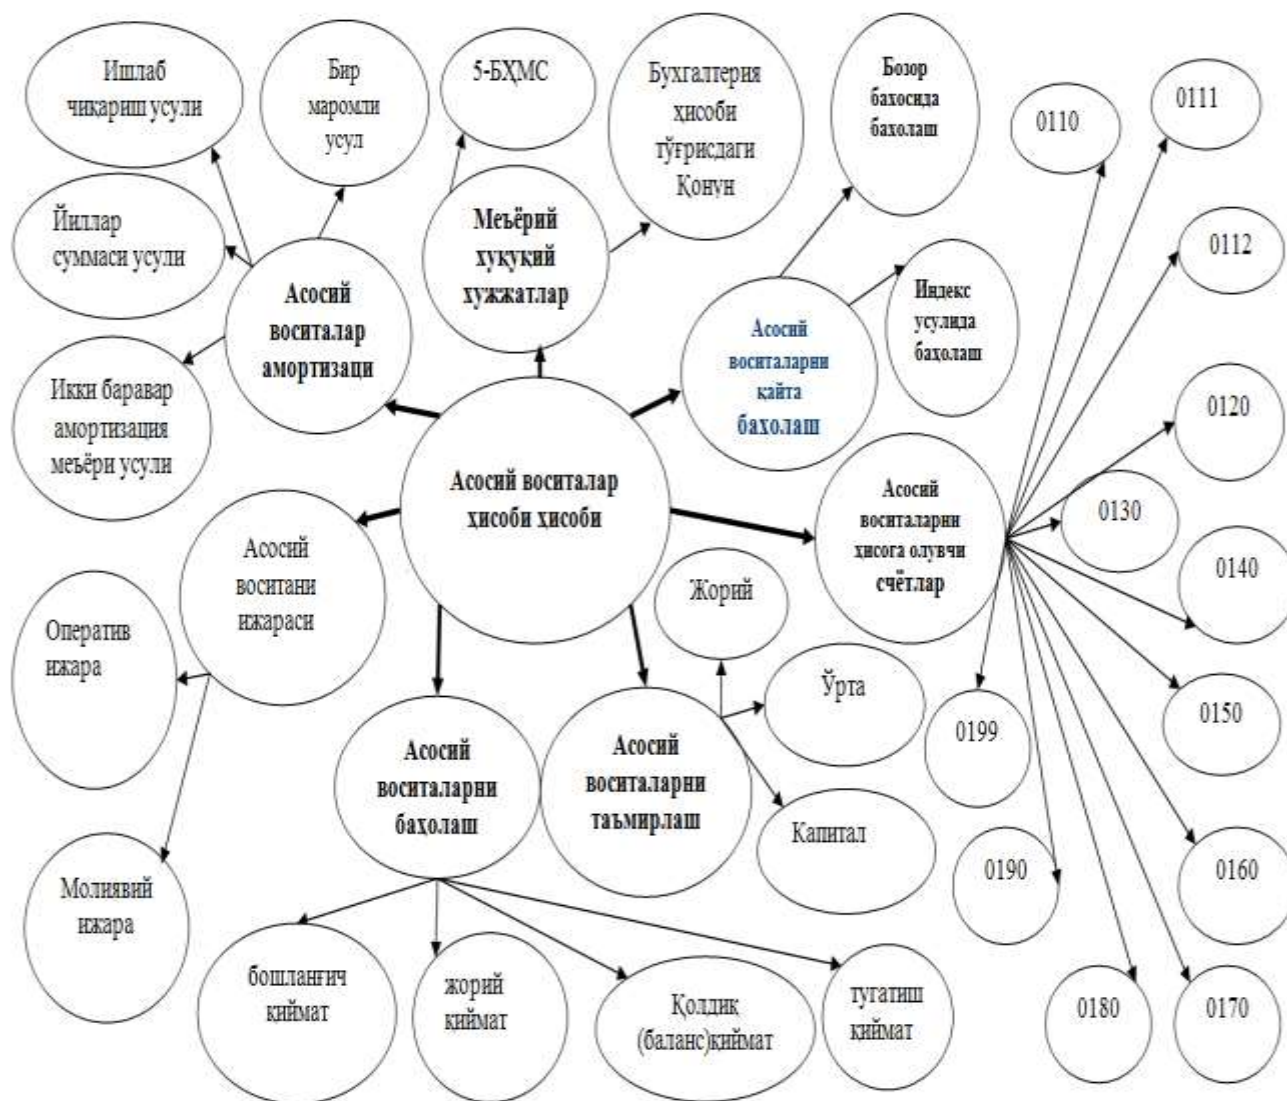 Ишлаб
чиқариш усули
Бир
маромли
усул
5-БҲМС
Бухгалтерия
ҳисоби
тўғрисдаги
Қонун
Бозор
бахосида
бахолаш
0110
0111
Йиллар
суммаси усули
Меъёрий
хуқуқий
хужжатлар
0112
Асосий
воситалар
амортизаци
Асосий
воситаларни
қайта
баҳолаш
Индекс
усулида
баҳолаш
Икки баравар
амортизация
меъёри усули
0120
Асосий воситалар
ҳисоби ҳисоби
Асосий
воситаларни
ҳисога олувчи
счётлар
0130
0140
Асосий
воситани
ижараси
Жорий
Оператив
ижара
Ўрта
0150
0199
Асосий
воситаларни
баҳолаш
Асосий
воситаларни
таъмирлаш
Капитал
0190
0160
Молиявий
ижара
бошланғич
қиймат
жорий
қиймат
Қолдиқ
(баланс)қиймат
тугатиш
қиймат
0180
0170